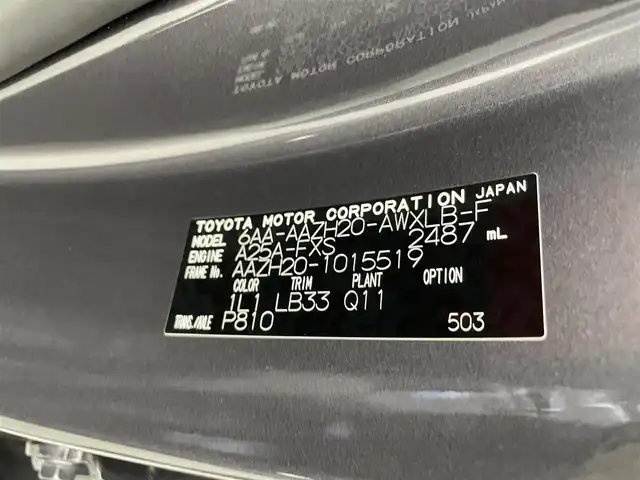 TOYOTA MOTOR CORPORATION JAPAN
MODEL 6AA-AAZH20-AWXLB-F
ENGINE A25A-FXS 2487 mL
FRAME No. AAZH20-1015519
COLOR TRIM PLANT OPTION
1L1 LB33 Q11
TRANS./AXLE P810 503